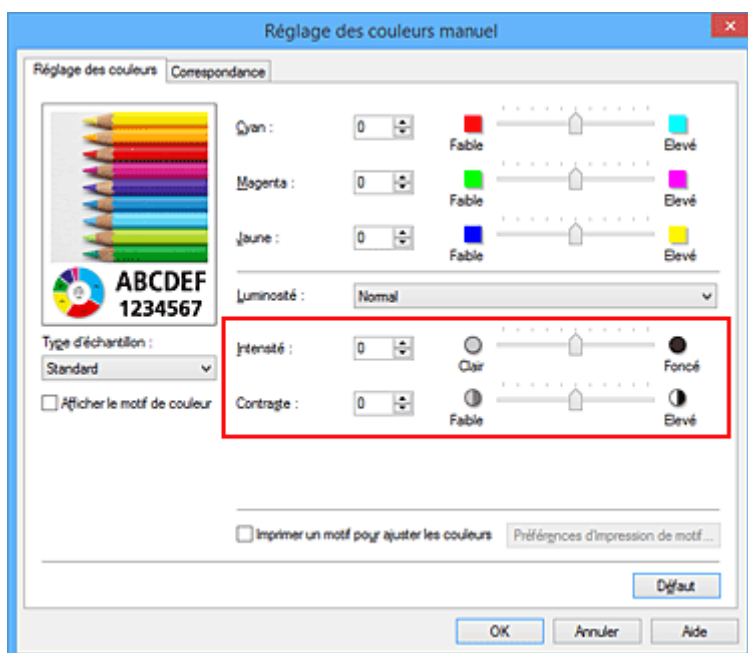 Réglage des couleurs manuel
Réglage des couleurs
Correspondance
Cyan :
0
Faible
Elevé
Magenta :
0
Faible
Elevé
Jaune :
0
Faible
Elevé
ABCDEF
1234567
Luminosité :
Normal
Type d'échantillon :
Standard
Afficher le motif de couleur
Intensité :
0
Clair
Foncé
Contraste :
0
Faible
Elevé
Imprimer un motif pour ajuster les couleurs
Préférences d'impression de motif...
Défaut
OK
Annuler
Aide